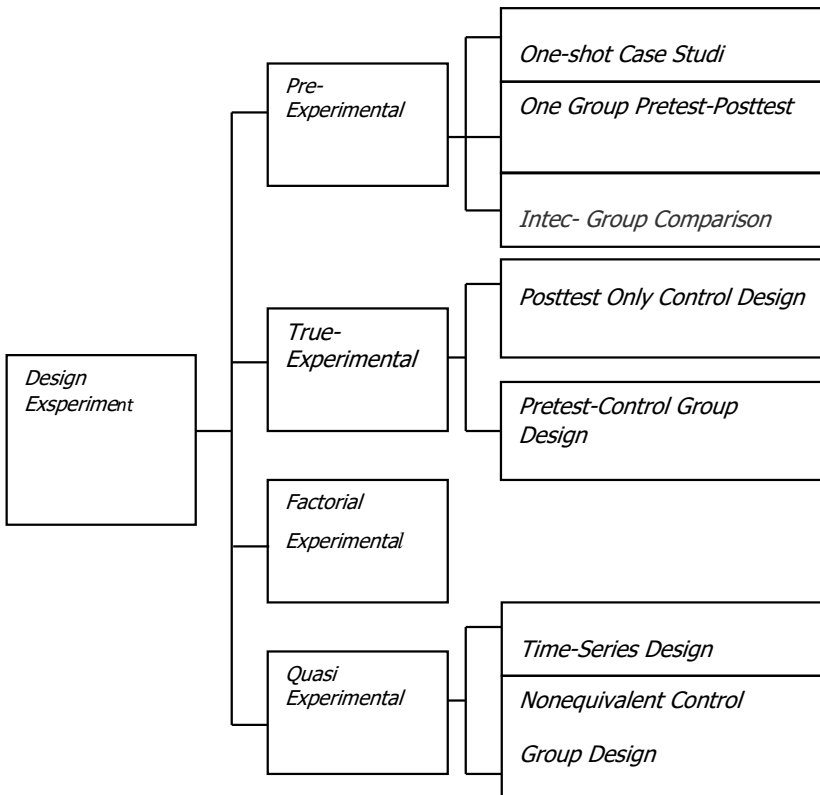 One-shot Case Studi
Pre-
Experimental
One Group Pretest-Posttest
Intec- Group Comparison
Posttest Only Control Design
True-
Experimental
Design
Exsperiment
Pretest-Control Group
Design
Factorial
Experimental
Time-Series Design
Quasi
Experimental
Nonequivalent Control
Group Design